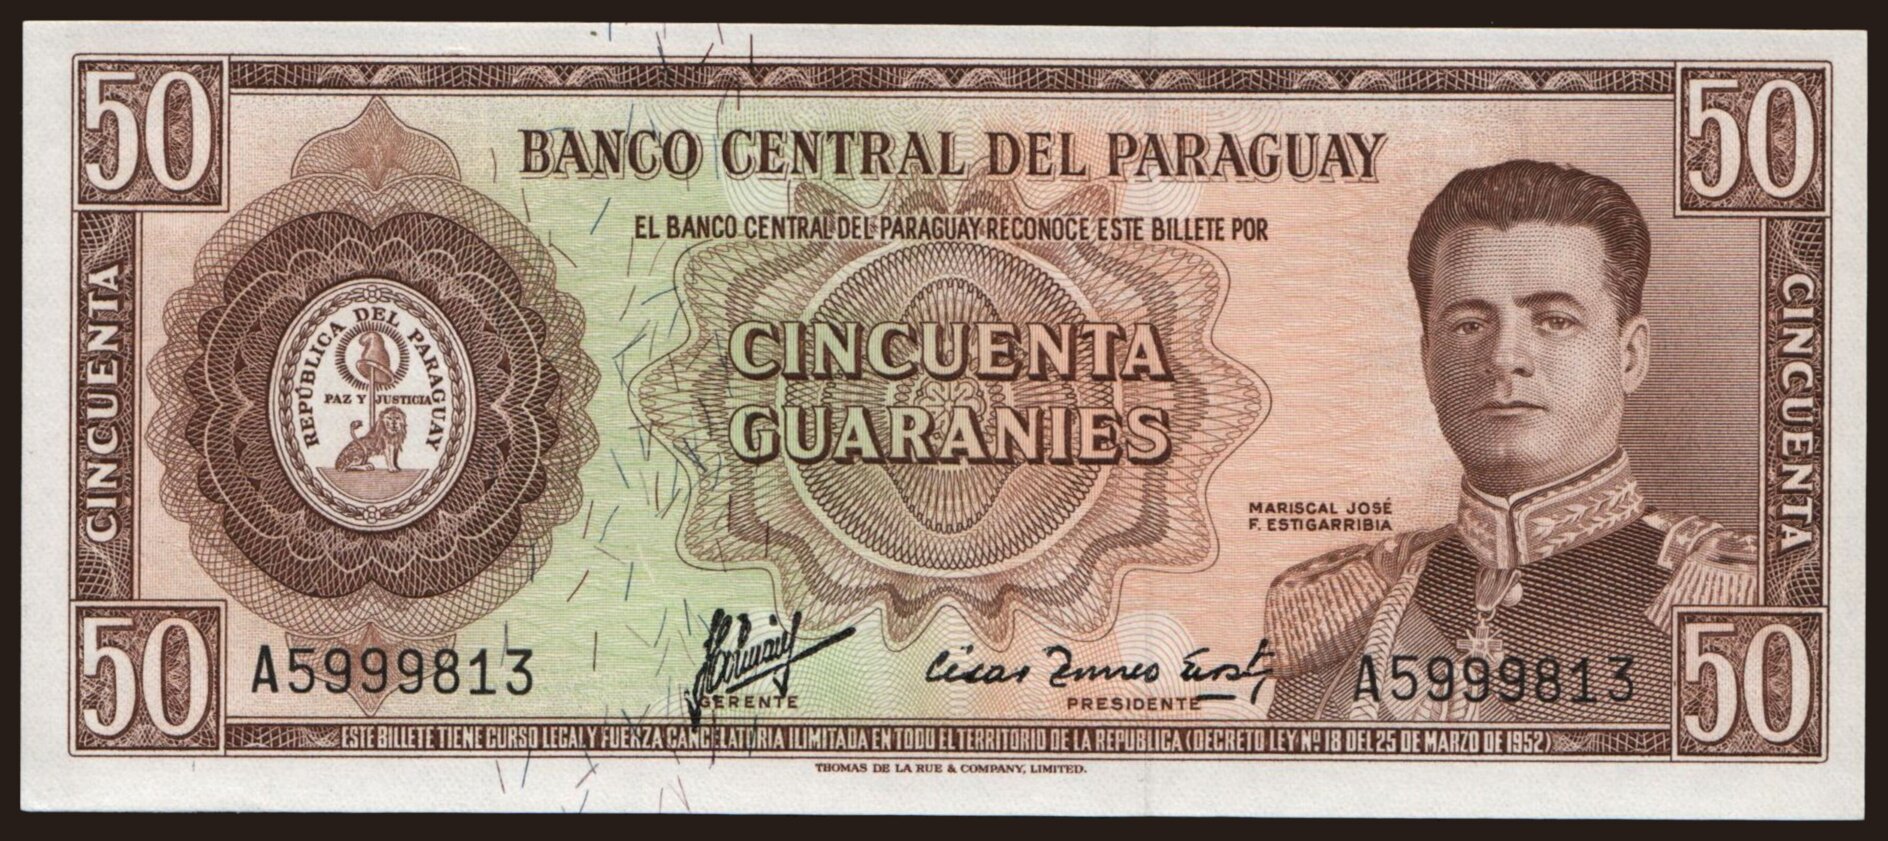 50
50
BANCO CENTRAL DEL PARAGUAY
EL BANCO CENTRAL DEL PARAGUAY RECONOCE ESTE BILLETE POR
CINCUENTA
CINCUENTA
REPÚBLICA DEL PARAGUAY
PAZ Y JUSTICIA
CINCUENTA
GUARANIES
MARISCAL JOSÉ
F. ESTIGARRIBIA
50
A5999813
GERENTE
PRESIDENTE
A5999813
50
ESTE BILLETE TIENE CURSO LEGAL Y FUERZA CANCELATORIA ILIMITADA EN TODO EL TERRITORIO DE LA REPUBLICA (DECRETO LEY Nº 18 DEL 25 DE MARZO DE 1952)
THOMAS DE LA RUE & COMPANY, LIMITED.